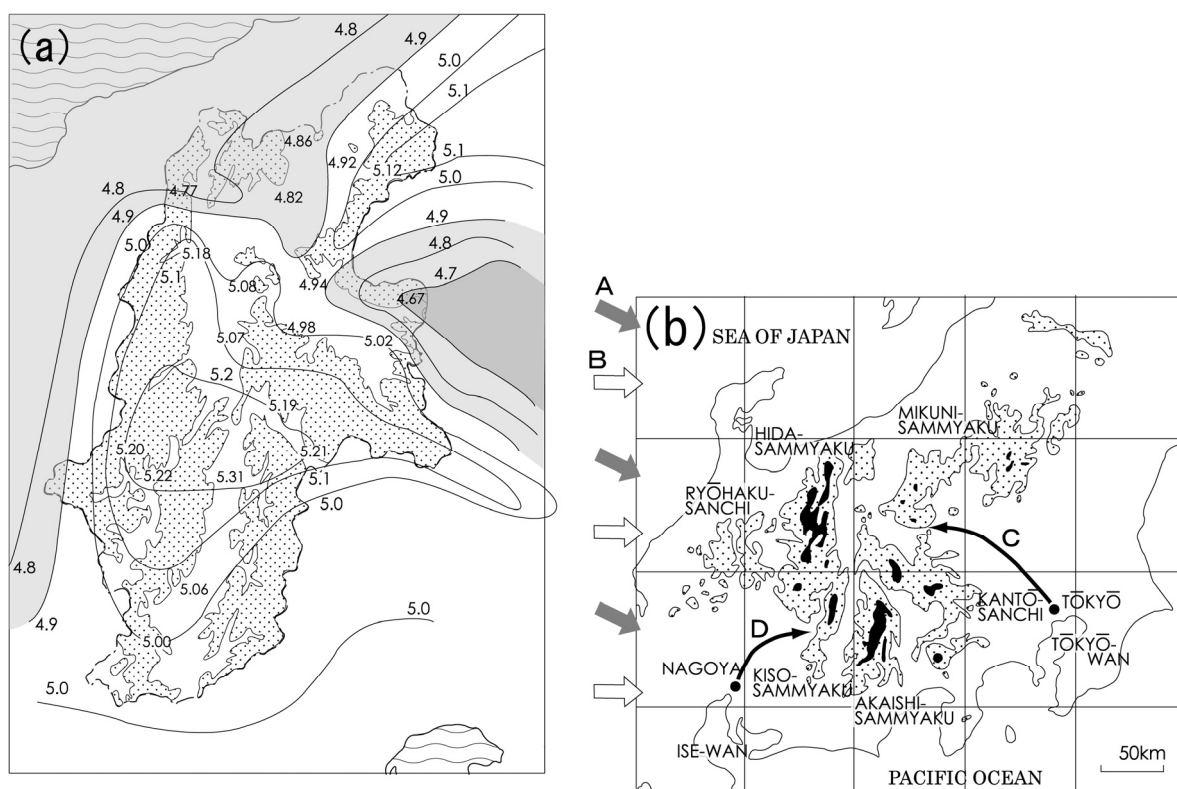 (a)
4.8
4.9
5.0
5.1
4.86
4.92
5.12
5.1
5.0
4.8
4.77
4.82
4.9
4.9
4.8
5.0
5.18
4.7
5.1
5.08
4.94
4.67
4.98
5.07
5.02
5.2
5.19
5.20
5.21
5.22
5.31
5.1
5.0
4.8
5.06
4.9
5.00
5.0
5.0
A
(b)
SEA OF JAPAN
B
MIKUNI-
SAMMYAKU
HIDA-
SAMMYAKU
RYŌHAKU-
SANCHI
C
KANTŌ-
SANCHI
TŌKYŌ
D
TŌKYŌ-
WAN
NAGOYA
KISO-
SAMMYAKU
AKAISHI-
SAMMYAKU
ISE-WAN
50km
PACIFIC OCEAN